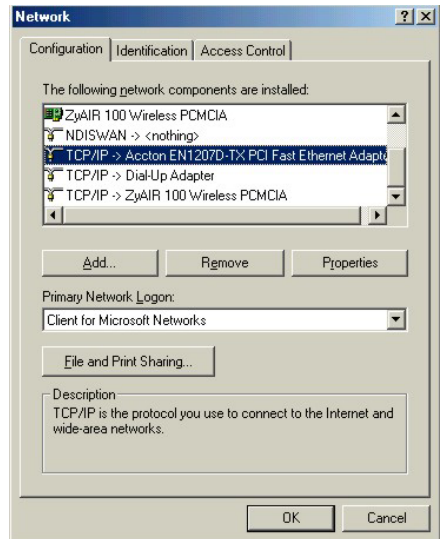 Network
Configuration Identification Access Control
The following network components are installed:
ZyAIR 100 Wireless PCMCIA
NDISWAN -> <nothing>
TCP/IP -> Accton EN1207D-TX PCI Fast Ethernet Adapte
TCP/IP -> Dial-Up Adapter
TCP/IP -> ZyAIR 100 Wireless PCMCIA
Add... Remove Properties
Primary Network Logon:
Client for Microsoft Networks
File and Print Sharing...
Description
TCP/IP is the protocol you use to connect to the Internet and
wide-area networks.
OK Cancel